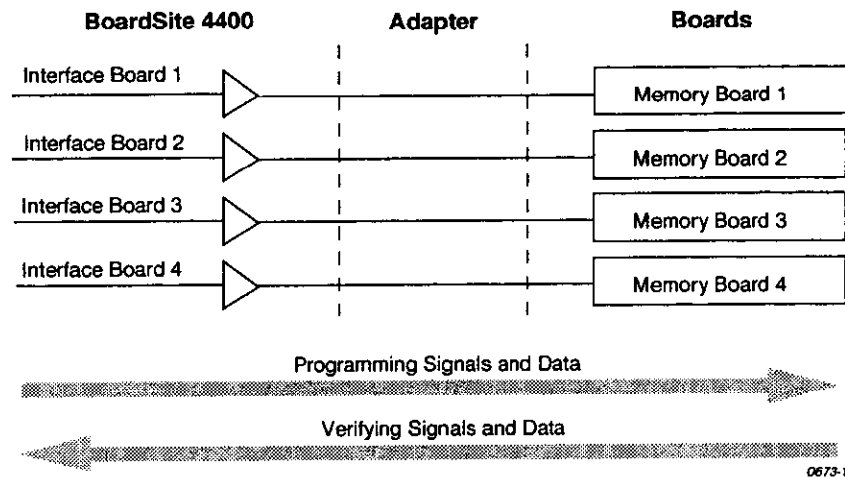 BoardSite 4400 Adapter Boards
Interface Board 1 Memory Board 1
Interface Board 2 Memory Board 2
Interface Board 3 Memory Board 3
Interface Board 4 Memory Board 4
Programming Signals and Data
Verifying Signals and Data